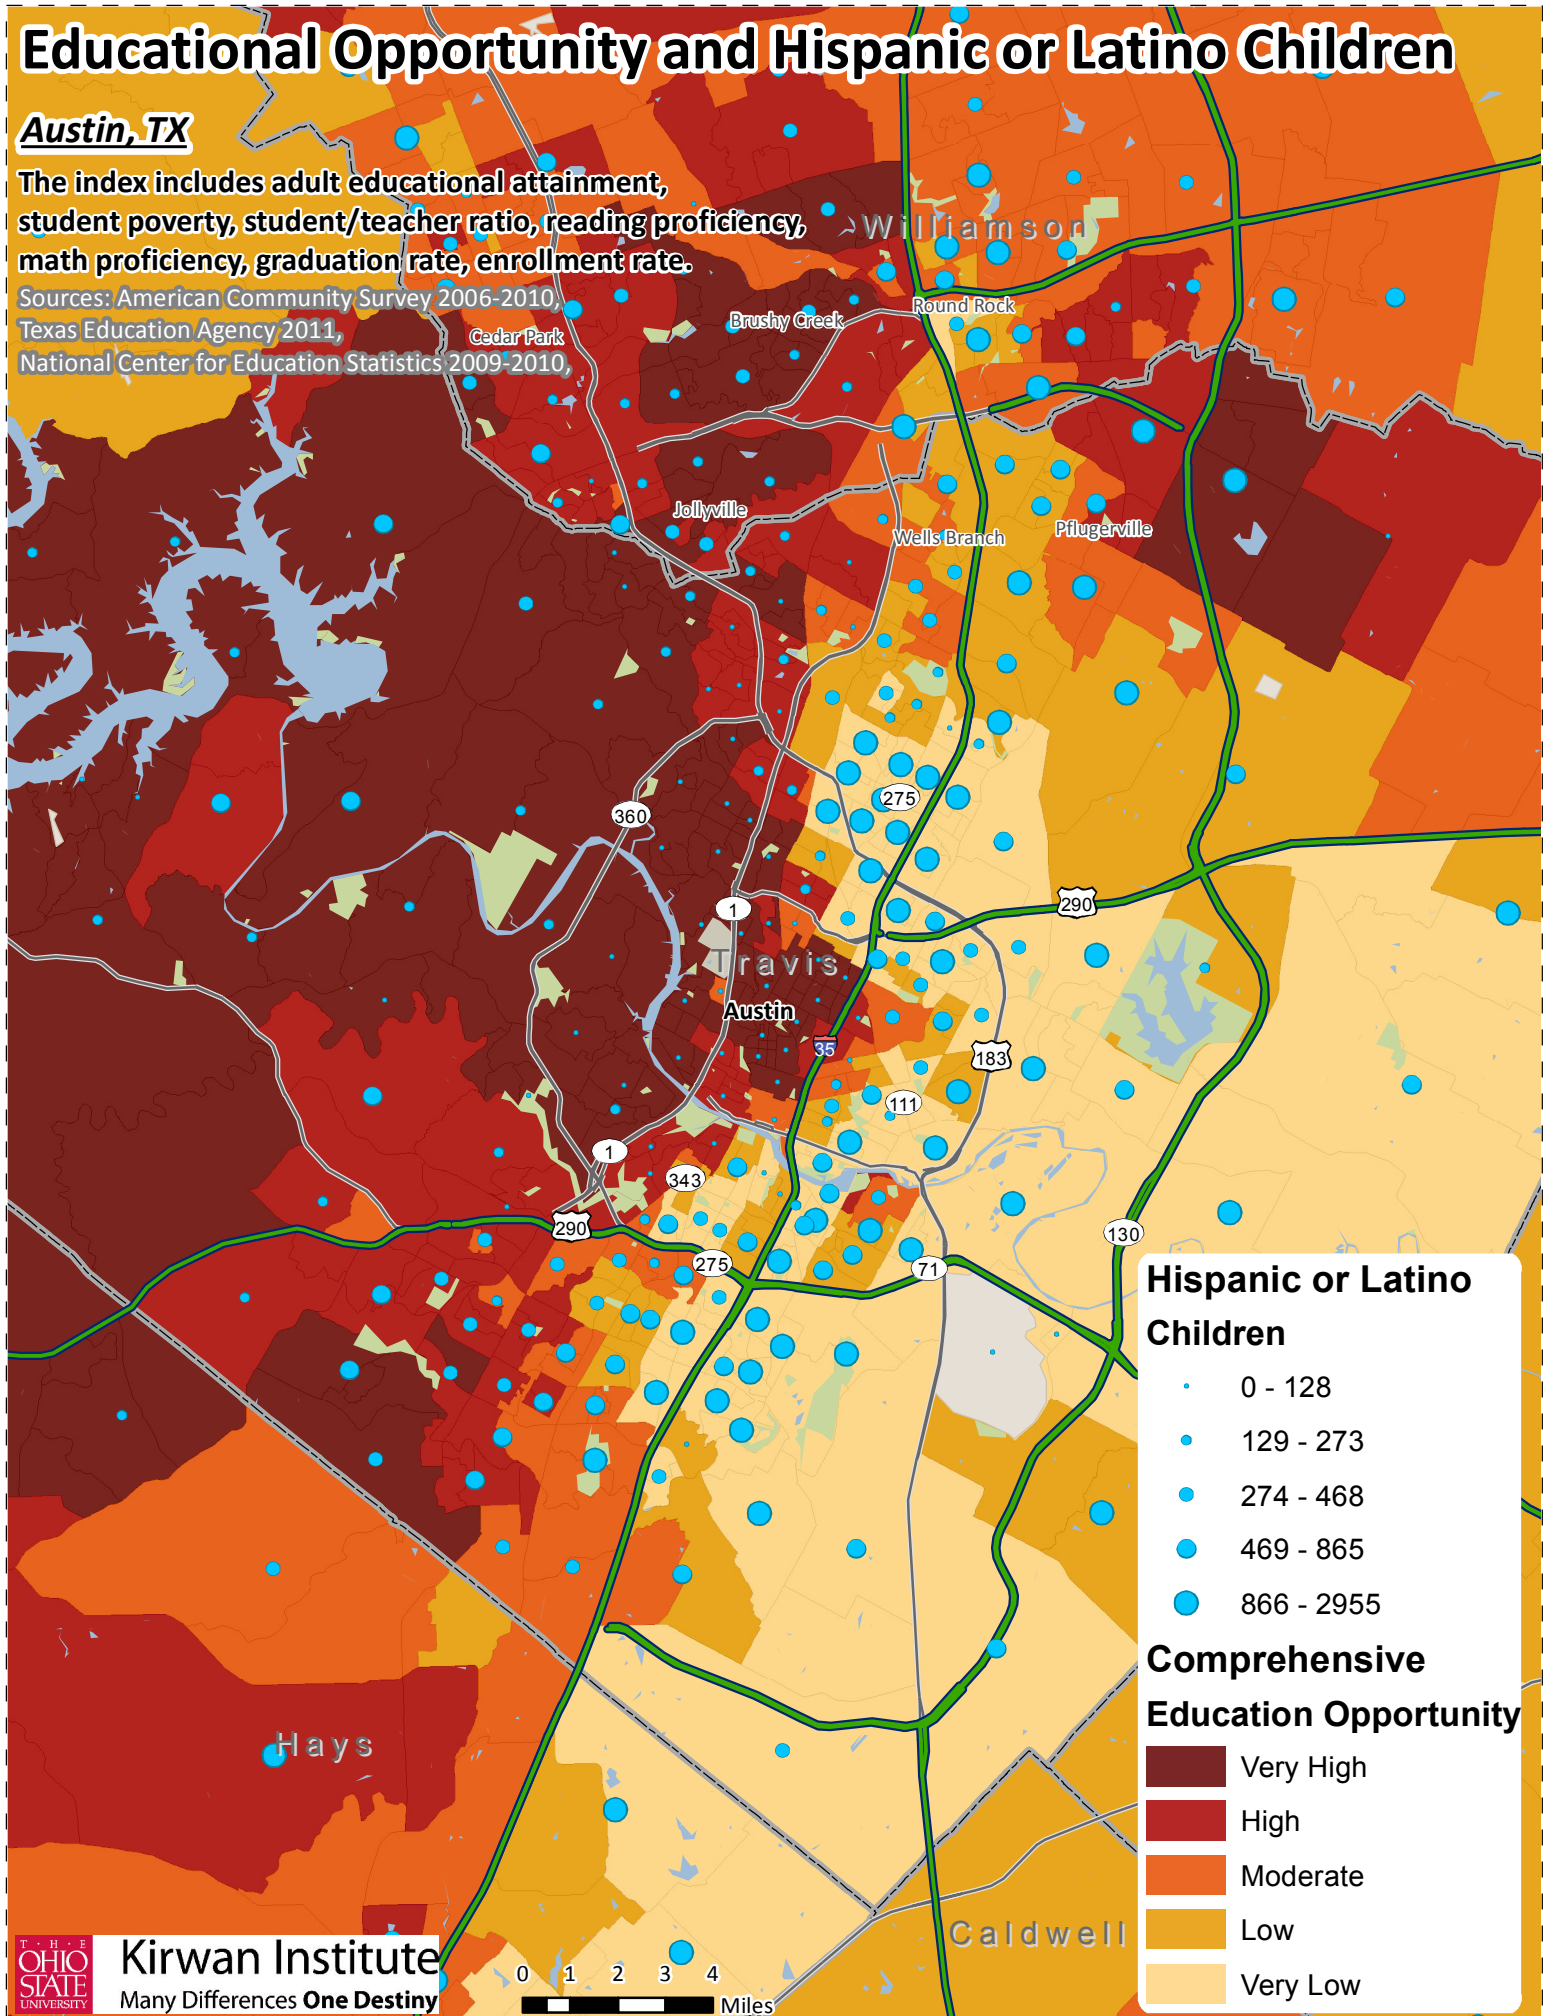 Educational Opportunity and Hispanic or Latino Children
Austin, TX
The index includes adult educational attainment,
student poverty, student/teacher ratio, reading proficiency,
math proficiency, graduation rate, enrollment rate.
Sources: American Community Survey 2006-2010,
Texas Education Agency 2011,
National Center for Education Statistics 2009-2010,
Williamson
Round Rock
Brushy Creek
Cedar Park
Jollyville
Wells Branch
Pflugerville
275
360
290
1
Travis
Austin
35
183
111
1
343
290
275
71
130
Hispanic or Latino
Children
0 - 128
129 - 273
274 - 468
469 - 865
866 - 2955
Comprehensive
Education Opportunity
Very High
High
Moderate
Low
Very Low
Hays
Caldwell
T · H · E
OHIO
STATE
UNIVERSITY
Kirwan Institute
Many Differences One Destiny
0 1 2 3 4
Miles